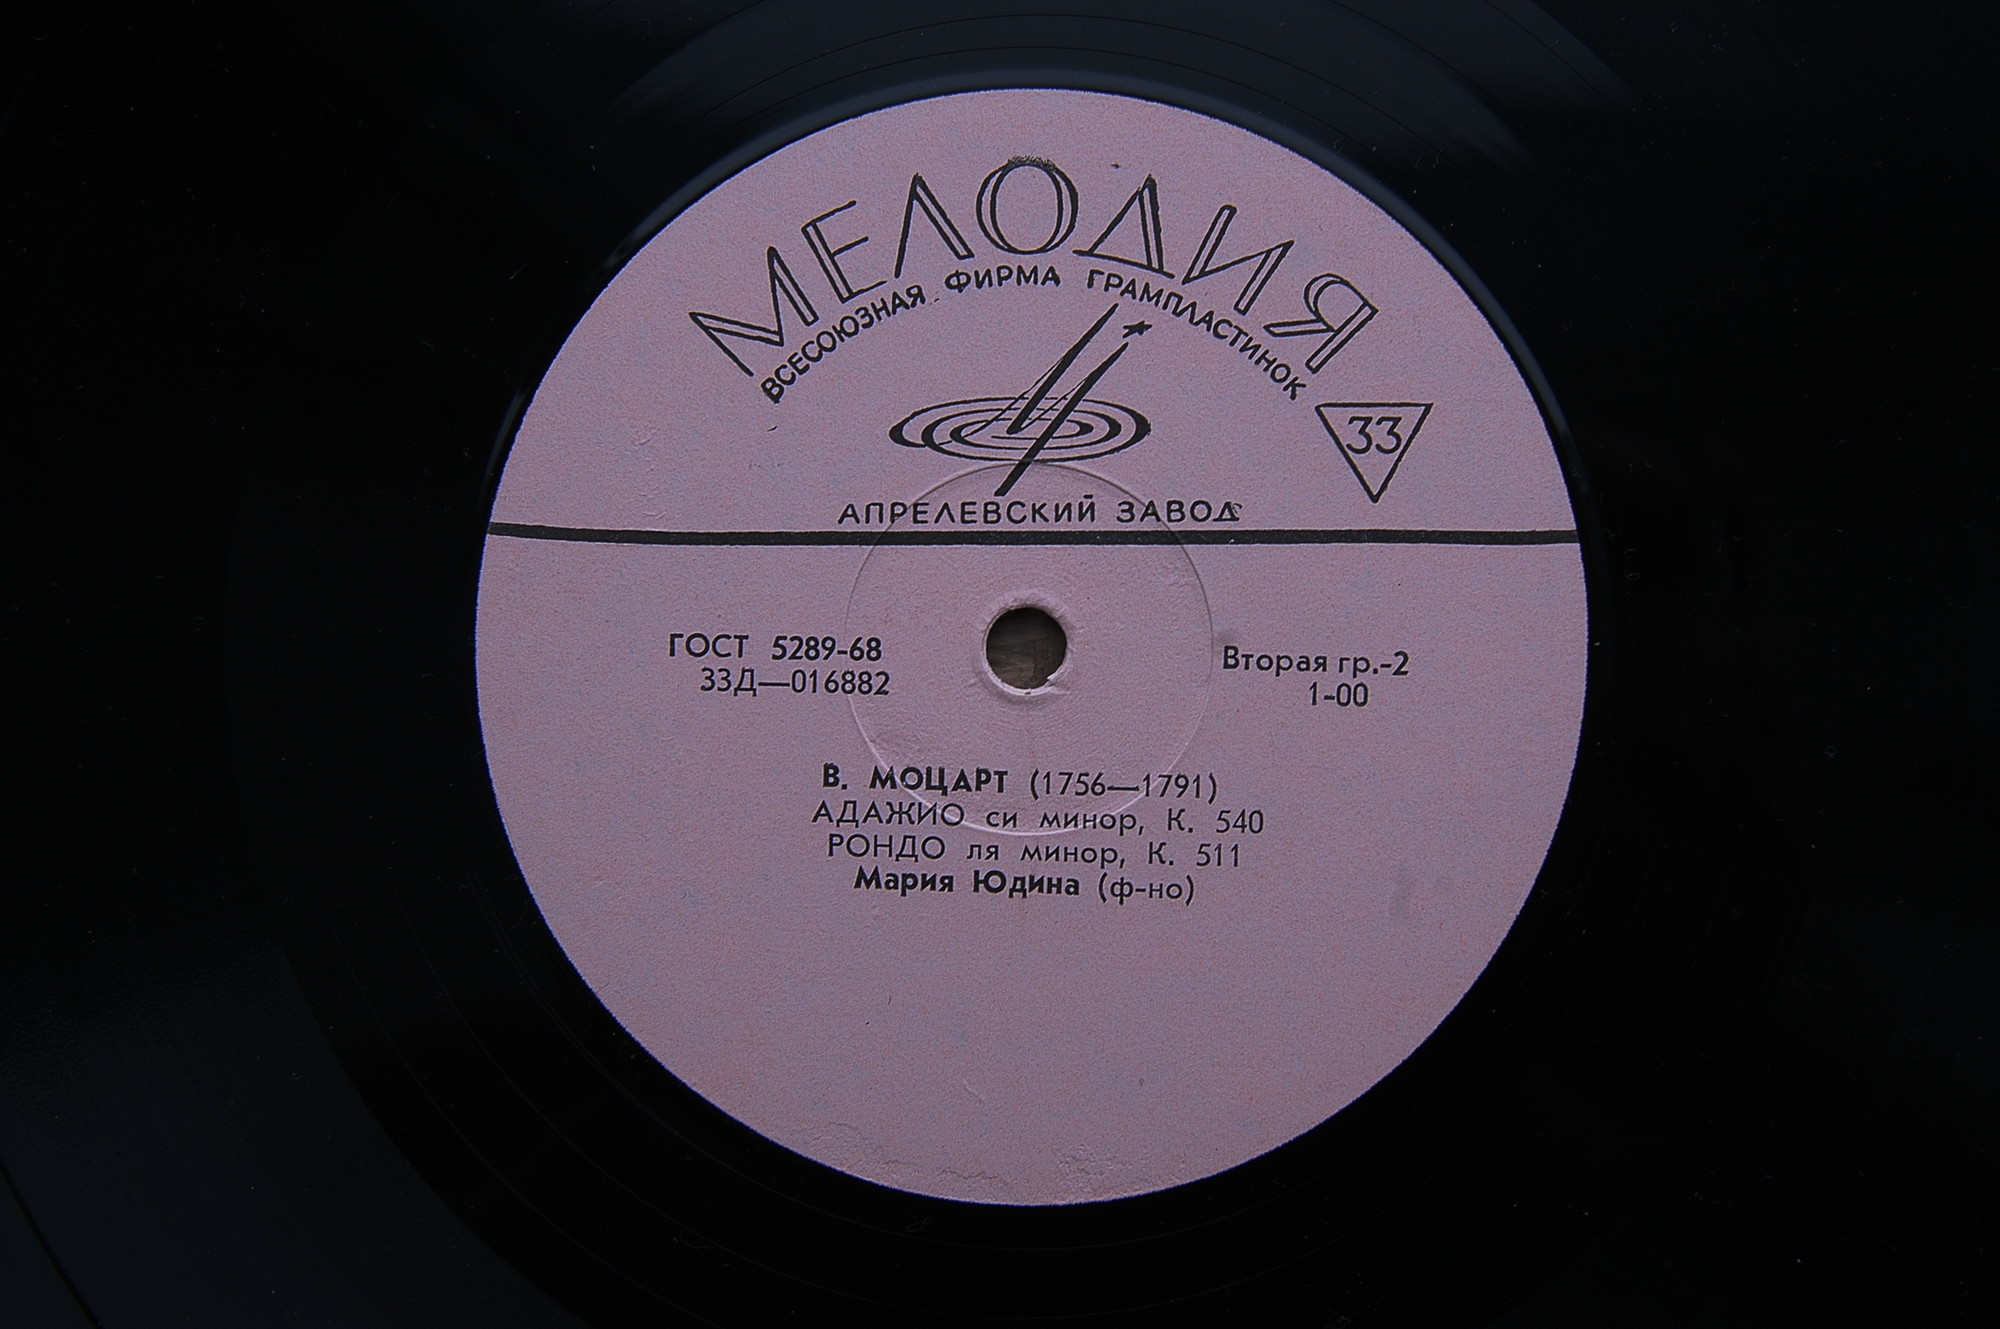 МЕЛОДИЯ
ВСЕСОЮЗНАЯ ФИРМА ГРАМПЛАСТИНОК
33
АПРЕЛЕВСКИЙ ЗАВОД
ГОСТ 5289-68
33Д—016882
Вторая гр.-2
1-00
В. МОЦАРТ (1756—1791)
АДАЖИО си минор, К. 540
РОНДО ля минор, К. 511
Мария Юдина (ф-но)